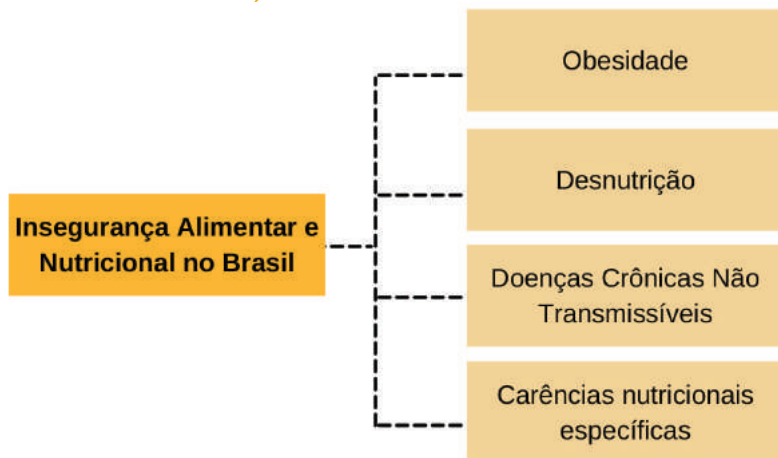 Obesidade
Desnutrição
Insegurança Alimentar e
Nutricional no Brasil
Doenças Crônicas Não
Transmissíveis
Carências nutricionais
específicas